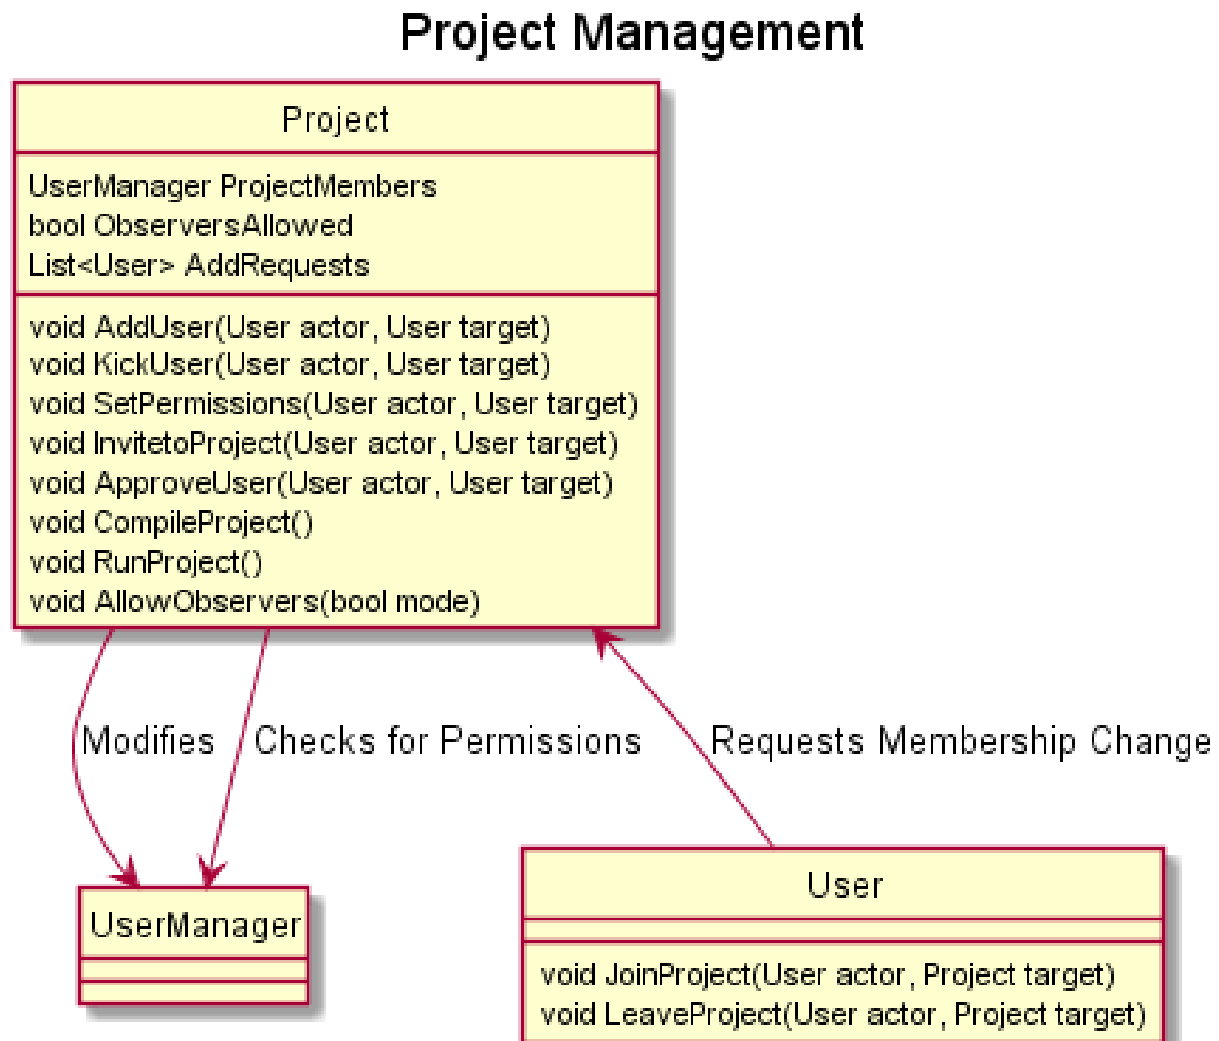 Project Management
Project
UserManager ProjectMembers
bool ObserversAllowed
List<User> AddRequests
void AddUser(User actor, User target)
void KickUser(User actor, User target)
void SetPermissions(User actor, User target)
void InvitetoProject(User actor, User target)
void ApproveUser(User actor, User target)
void CompileProject()
void RunProject()
void AllowObservers(bool mode)
Modifies
Checks for Permissions
Requests Membership Change
UserManager
User
void JoinProject(User actor, Project target)
void LeaveProject(User actor, Project target)